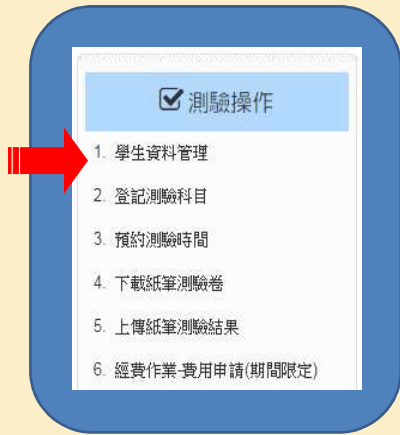 測驗操作
1. 學生資料管理
2. 登記測驗科目
3. 預約測驗時間
4. 下載紙筆測驗卷
5. 上傳紙筆測驗結果
6. 經費作業-費用申請(期間限定)